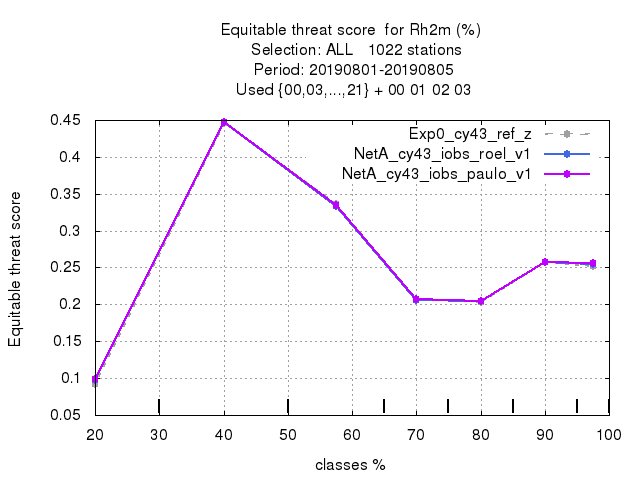 Equitable threat score  for Rh2m (%)
Selection: ALL   1022 stations
Period: 20190801-20190805
Used {00,03,...,21} + 00 01 02 03
Exp0_cy43_ref_z
NetA_cy43_iobs_roel_v1
NetA_cy43_iobs_paulo_v1
Equitable threat score
0.45
0.4
0.35
0.3
0.25
0.2
0.15
0.1
0.05
20 30 40 50 60 70 80 90 100
classes %